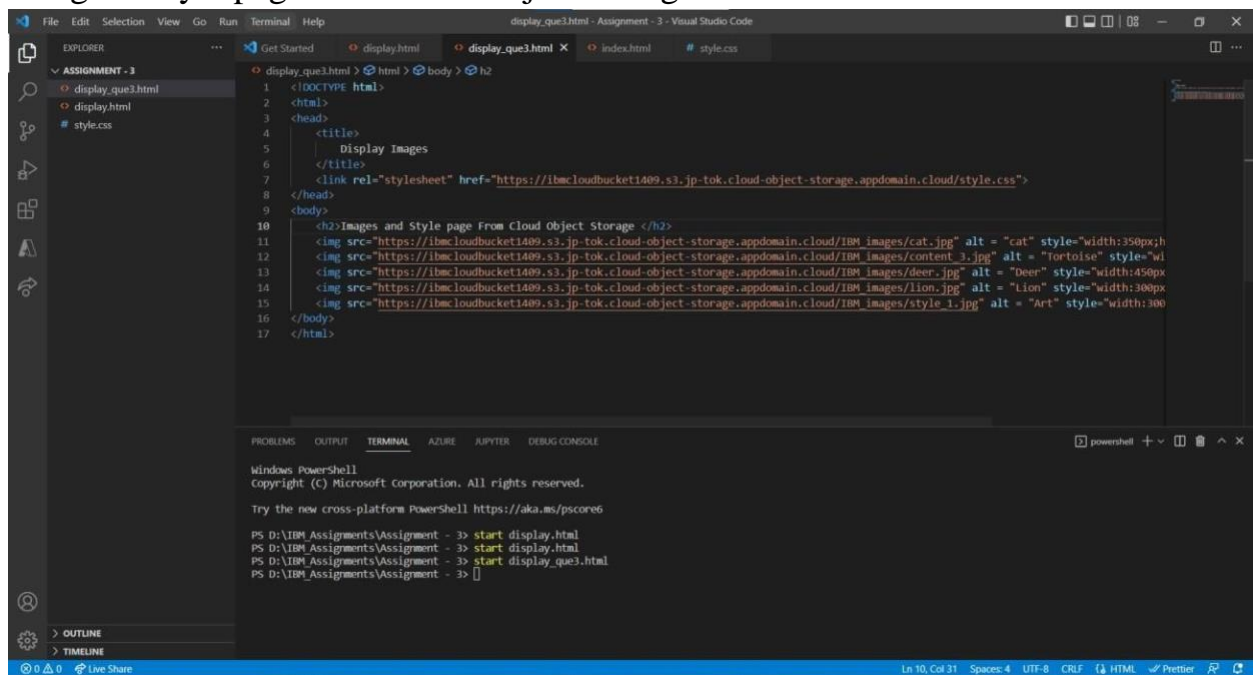 File Edit Selection View Go Run Terminal Help
display_que3.html - Assignment - 3 - Visual Studio Code
EXPLORER
ASSIGNMENT - 3
display_que3.html
display.html
style.css
Get Started display.html display_que3.html index.html style.css
display_que3.html > html > body > h2
1 <!DOCTYPE html>
2 <html>
3 <head>
4 <title>
5 Display Images
6 </title>
7 <link rel="stylesheet" href="https://ibmcloudbucket1409.s3.jp-tok.cloud-object-storage.appdomain.cloud/style.css">
8 </head>
9 <body>
10 <h2>Images and Style page From Cloud Object Storage </h2>
11 <img src="https://ibmcloudbucket1409.s3.jp-tok.cloud-object-storage.appdomain.cloud/IBM_images/cat.jpg" alt = "cat" style="width:350px;h
12 <img src="https://ibmcloudbucket1409.s3.jp-tok.cloud-object-storage.appdomain.cloud/IBM_images/content_3.jpg" alt = "Tortoise" style="wi
13 <img src="https://ibmcloudbucket1409.s3.jp-tok.cloud-object-storage.appdomain.cloud/IBM_images/deer.jpg" alt = "Deer" style="width:450px
14 <img src="https://ibmcloudbucket1409.s3.jp-tok.cloud-object-storage.appdomain.cloud/IBM_images/lion.jpg" alt = "Lion" style="width:300px
15 <img src="https://ibmcloudbucket1409.s3.jp-tok.cloud-object-storage.appdomain.cloud/IBM_images/style_1.jpg" alt = "Art" style="width:300
16 </body>
17 </html>
PROBLEMS OUTPUT TERMINAL AZURE JUPYTER DEBUG CONSOLE
powershell
Windows PowerShell
Copyright (C) Microsoft Corporation. All rights reserved.
Try the new cross-platform PowerShell https://aka.ms/pscore6
PS D:\IBM_Assignments\Assignment - 3> start display.html
PS D:\IBM_Assignments\Assignment - 3> start display.html
PS D:\IBM_Assignments\Assignment - 3> start display_que3.html
PS D:\IBM_Assignments\Assignment - 3>
OUTLINE
TIMELINE
0 0 Live Share
Ln 10, Col 31 Spaces: 4 UTF-8 CRLF HTML Prettier